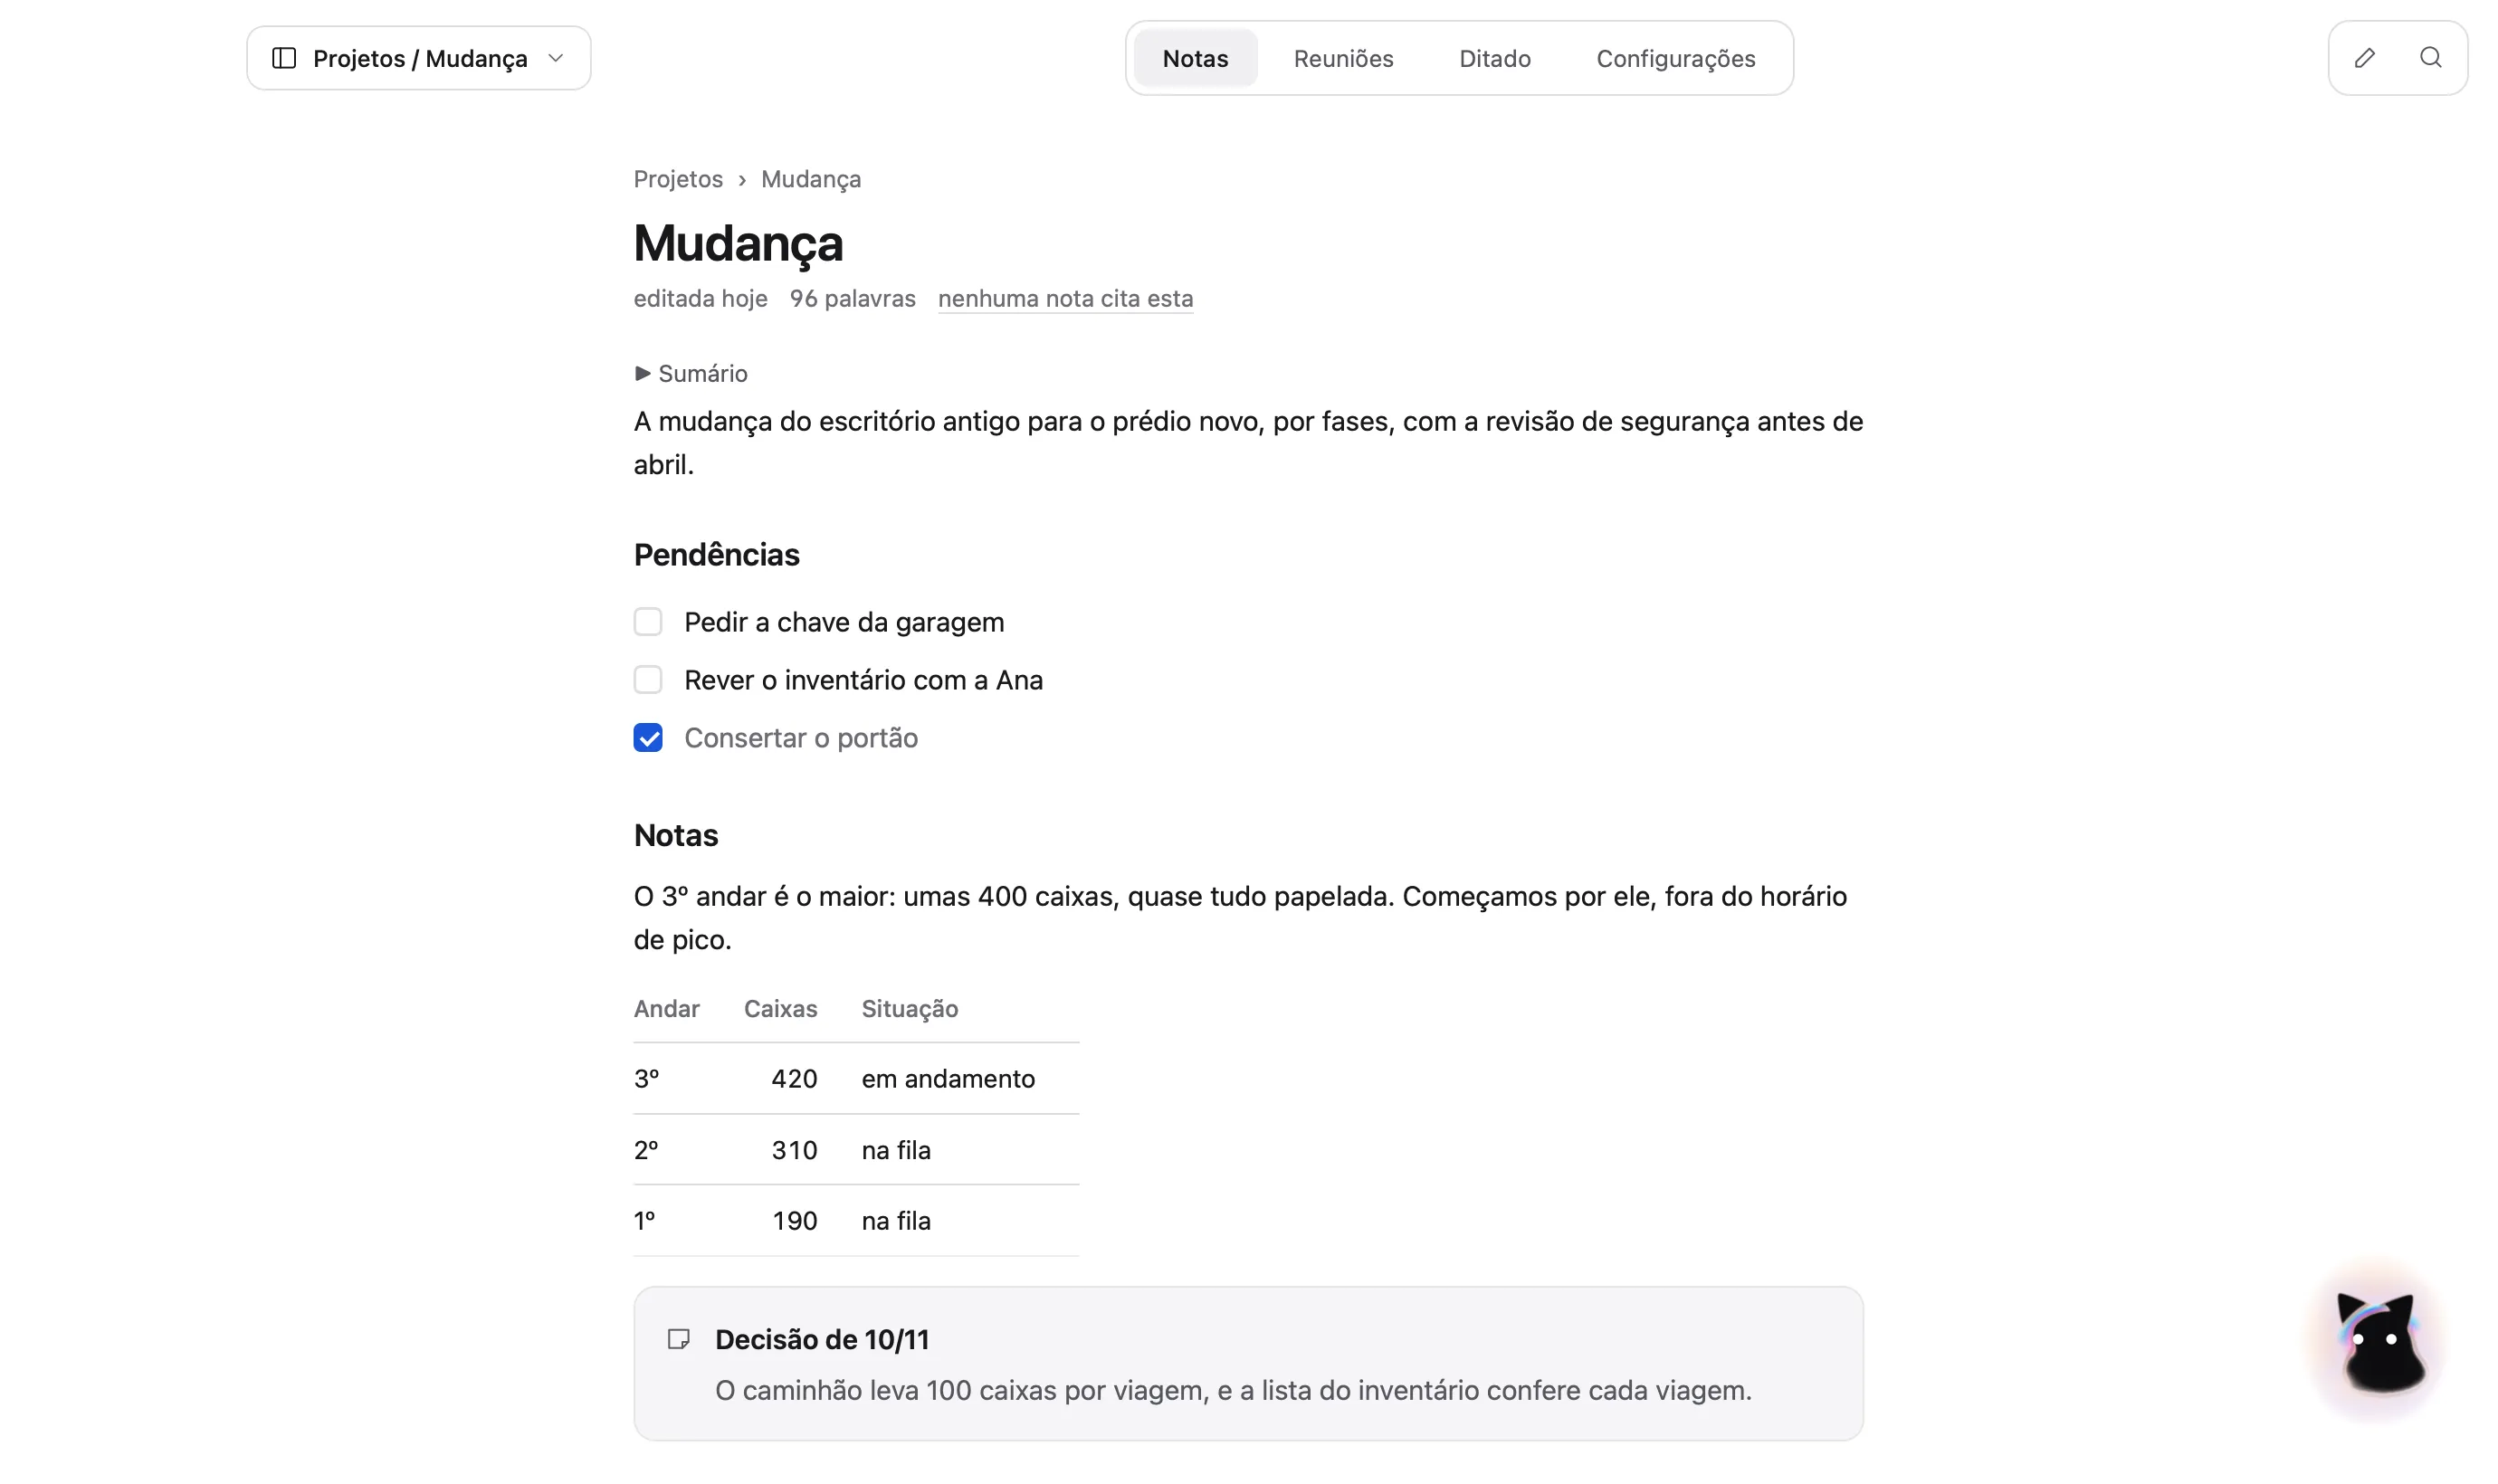 Projetos / Mudança
Notas
Reuniões
Ditado
Configurações
Projetos › Mudança
Mudança
editada hoje 96 palavras nenhuma nota cita esta
Sumário
A mudança do escritório antigo para o prédio novo, por fases, com a revisão de segurança antes de
abril.
Pendências
Pedir a chave da garagem
Rever o inventário com a Ana
Consertar o portão
Notas
O 3º andar é o maior: umas 400 caixas, quase tudo papelada. Começamos por ele, fora do horário
de pico.
Andar Caixas Situação
3º 420 em andamento
2º 310 na fila
1º 190 na fila
Decisão de 10/11
O caminhão leva 100 caixas por viagem, e a lista do inventário confere cada viagem.